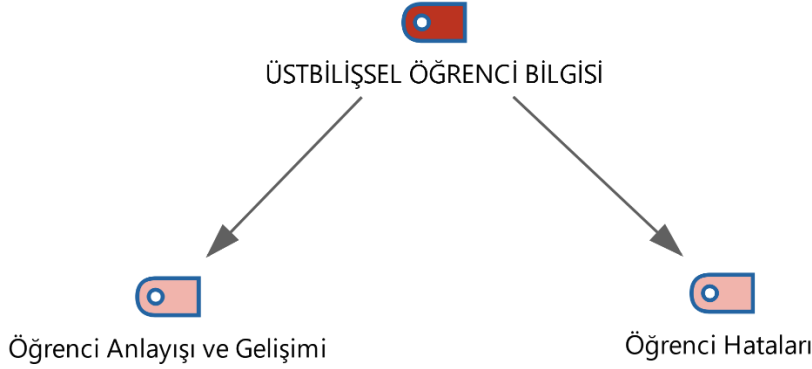 ÜSTBİLİŞSEL ÖĞRENCİ BİLGİSİ
Öğrenci Anlayışı ve Gelişimi
Öğrenci Hataları